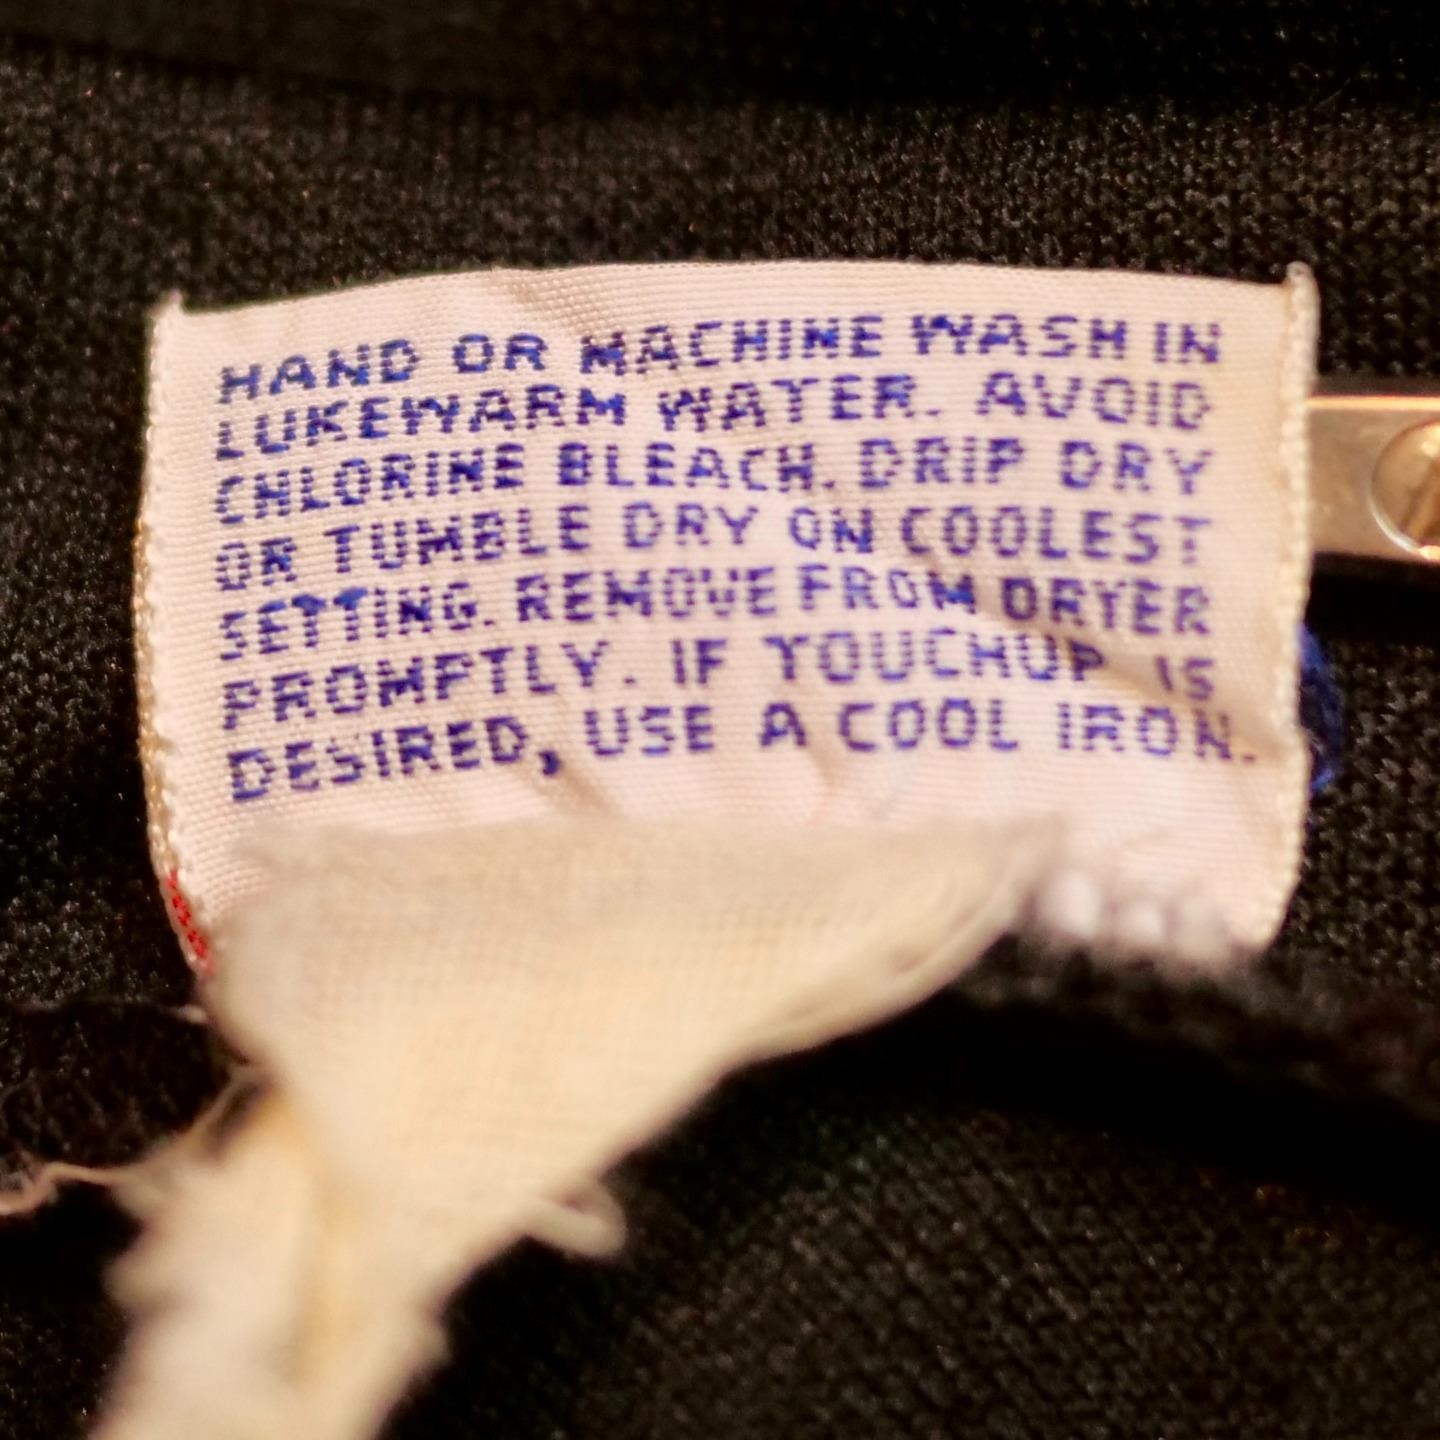 HAND OR MACHINE WASH IN
LUKEWARM WATER. AVOID
CHLORINE BLEACH. DRIP DRY
OR TUMBLE DRY ON COOLEST
SETTING. REMOVE FROM DRYER
PROMPTLY. IF TOUCHUP IS
DESIRED, USE A COOL IRON.